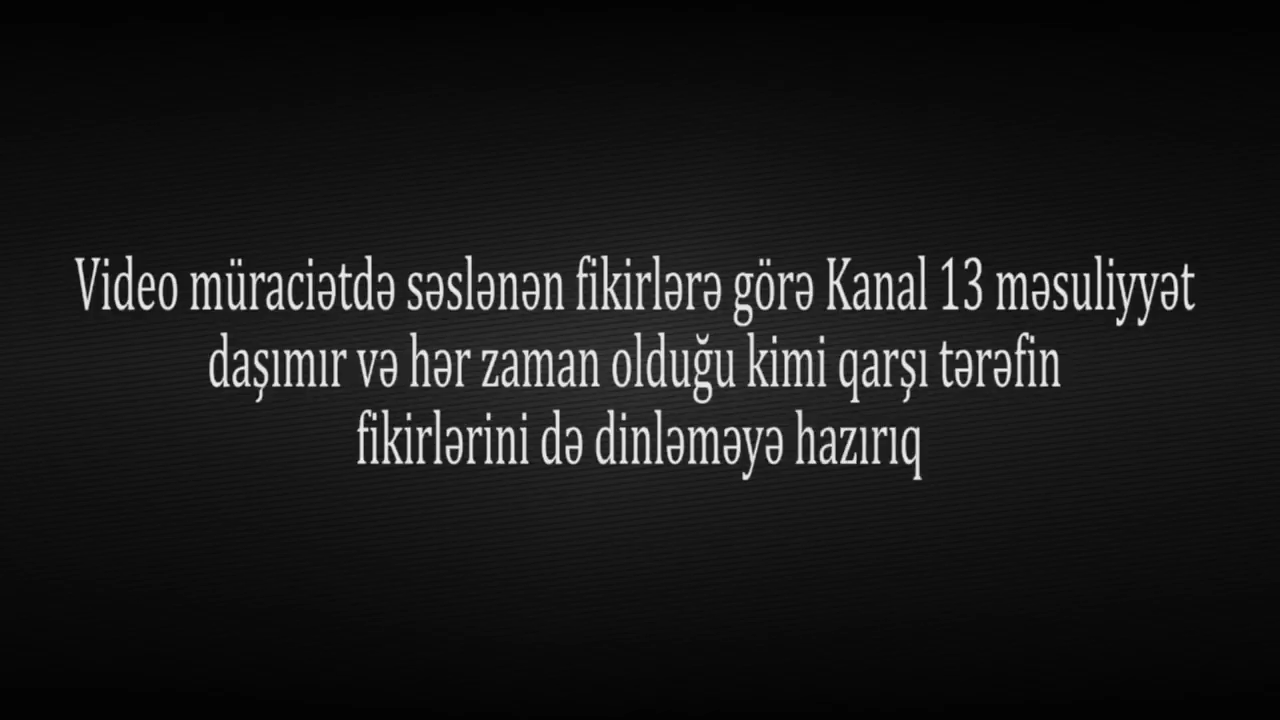 Video müraciətdə səslənən fikirlərə görə Kanal 13 məsuliyyət
daşımır və hər zaman olduğu kimi qarşı tərəfin
fikirlərini də dinləməyə hazırıq